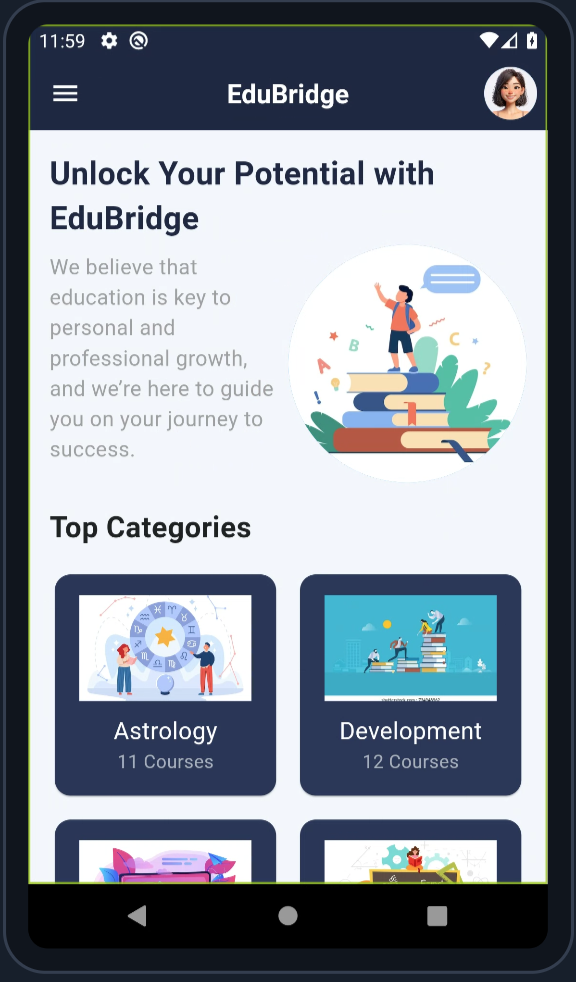 11:59
EduBridge
Unlock Your Potential with
EduBridge
We believe that
education is key to
personal and
professional growth,
and we’re here to guide
you on your journey to
success.
A
B
C
?
!
Top Categories
Astrology
11 Courses
Development
12 Courses